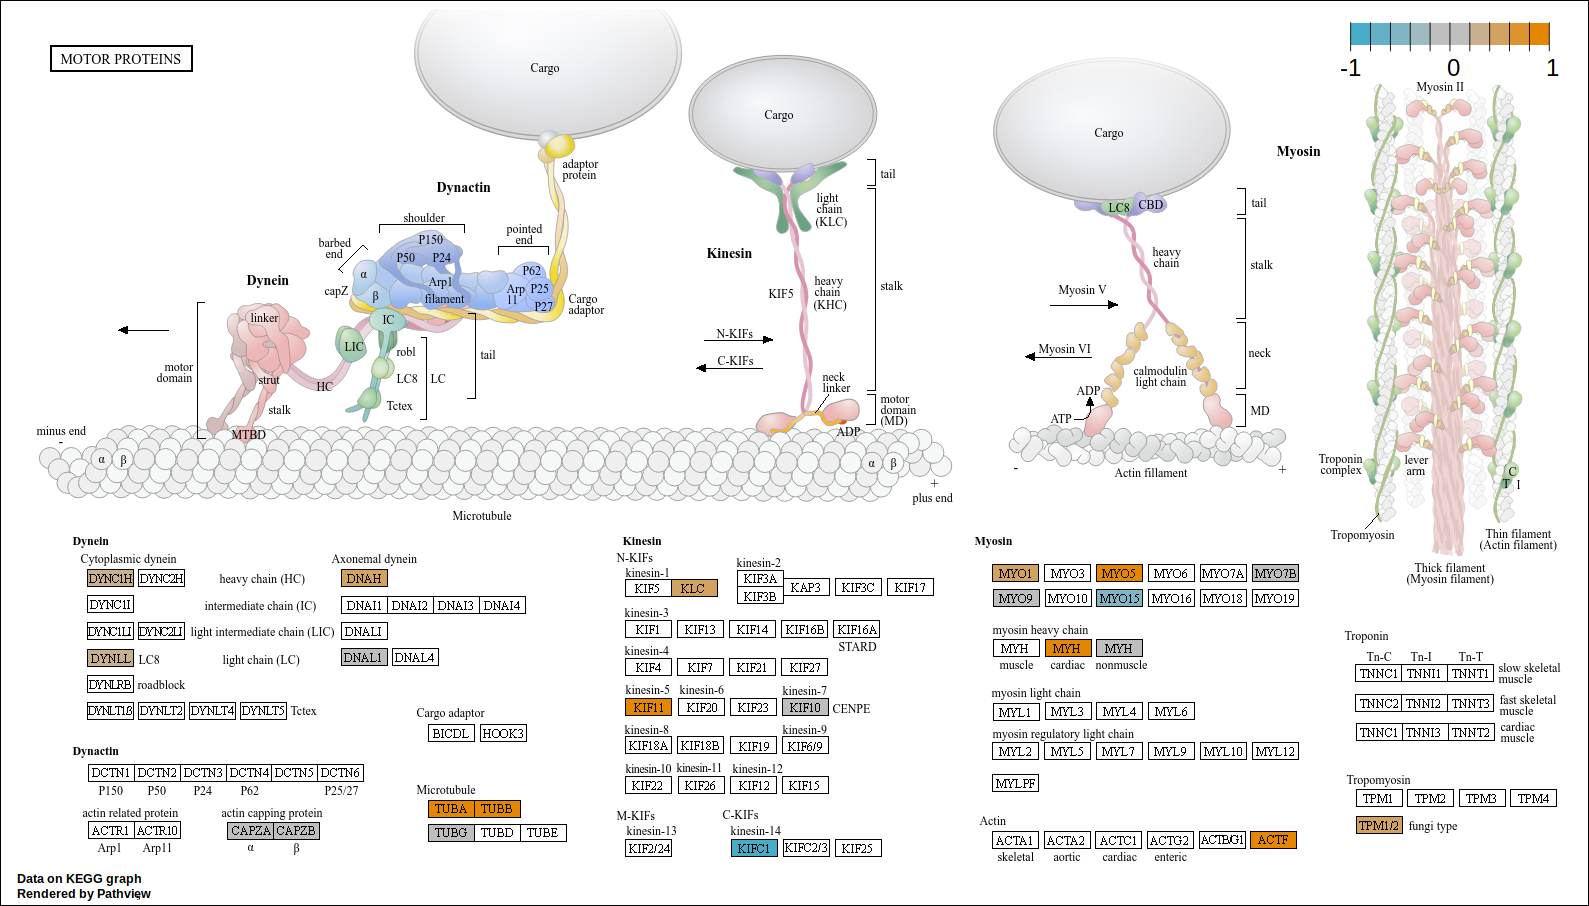 MOTOR PROTEINS
-1 0 1
Cargo
Cargo
Cargo
Myosin II
adaptor
protein
Dynactin
shoulder
P150
P50 P24
barbed
end
pointed
end
α
β
capZ
Arp1
filament
Arp
11
P62
P25
P27
Cargo
adaptor
Dynein
linker
motor
domain
strut
stalk
HC
MTBD
LIC
IC
robl
LC8
LC
Tctex
tail
tail
light
chain
(KLC)
Kinesin
KIF5
heavy
chain
(KHC)
stalk
N-KIFs
C-KIFs
neck
linker
motor
domain
(MD)
ADP
minus end
-
α β
α β
+
plus end
Microtubule
Myosin
LC8 CBD
tail
heavy
chain
stalk
Myosin V
Myosin VI
neck
calmodulin
light chain
ADP
ATP
MD
-
+
Actin fillament
Troponin
complex
lever
arm
C
T I
Tropomyosin
Thin filament
(Actin filament)
Thick filament
(Myosin filament)
Dynein
Cytoplasmic dynein Axonemal dynein
DYNC1H DYNC2H heavy chain (HC) DNAH
DYNC1I intermediate chain (IC) DNAI1 DNAI2 DNAI3 DNAI4
DYNC1LI DYNC2LI light intermediate chain (LIC) DNALI
DYNLL LC8 light chain (LC) DNAL1 DNAL4
DYNLRB roadblock
DYNLT1ß DYNLT2 DYNLT4 DYNLT5 Tctex
Dynactin
DCTN1 DCTN2 DCTN3 DCTN4 DCTN5 DCTN6
P150 P50 P24 P62 P25/27
actin related protein actin capping protein
ACTR1 ACTR10 CAPZA CAPZB
Arp1 Arp11 α β
Cargo adaptor
BICDL HOOK3
Microtubule
TUBA TUBB
TUBG TUBD TUBE
Kinesin
N-KIFs
kinesin-1 kinesin-2
KIF5 KLC KIF3A KIF3B KAP3 KIF3C KIF17
kinesin-3
KIF1 KIF13 KIF14 KIF16B KIF16A
STARD
kinesin-4
KIF4 KIF7 KIF21 KIF27
kinesin-5 kinesin-6 kinesin-7
KIF11 KIF20 KIF23 KIF10 CENPE
kinesin-8 kinesin-9
KIF18A KIF18B KIF19 KIF6/9
kinesin-10 kinesin-11 kinesin-12
KIF22 KIF26 KIF12 KIF15
M-KIFs C-KIFs
kinesin-13 kinesin-14
KIF2/24 KIFC1 KIFC2/3 KIF25
Myosin
MYO1 MYO3 MYO5 MYO6 MYO7A MYO7B
MYO9 MYO10 MYO15 MYO16 MYO18 MYO19
myosin heavy chain
MYH MYH MYH
muscle cardiac nonmuscle
myosin light chain
MYL1 MYL3 MYL4 MYL6
myosin regulatory light chain
MYL2 MYL5 MYL7 MYL9 MYL10 MYL12
MYLPF
Actin
ACTA1 ACTA2 ACTC1 ACTG2 ACTB/G1 ACTF
skeletal aortic cardiac enteric
Troponin
Tn-C Tn-I Tn-T
TNNC1 TNNI1 TNNT1 slow skeletal
muscle
TNNC2 TNNI2 TNNT3 fast skeletal
muscle
TNNC1 TNNI3 TNNT2 cardiac
muscle
Tropomyosin
TPM1 TPM2 TPM3 TPM4
TPM1/2 fungi type
Data on KEGG graph
Rendered by Pathview